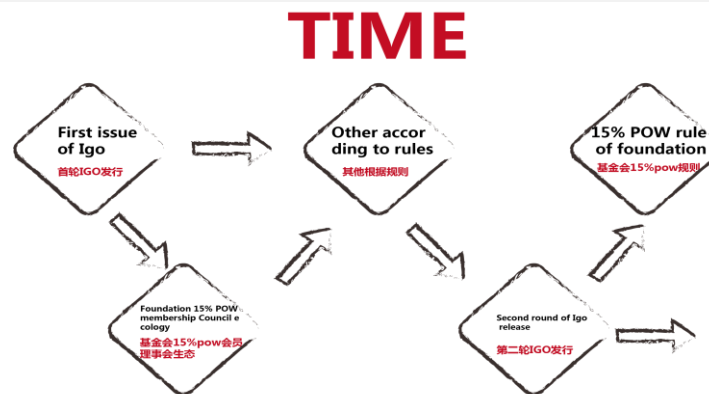 TIME
First issue
of Igo
首轮IGO发行
Other accor
ding to rules
其他根据规则
15% POW rule
of foundation
基金会15%pow规则
Foundation 15% POW
membership Council e
cology
基金会15%pow会员
理事会生态
Second round of Igo
release
第二轮IGO发行